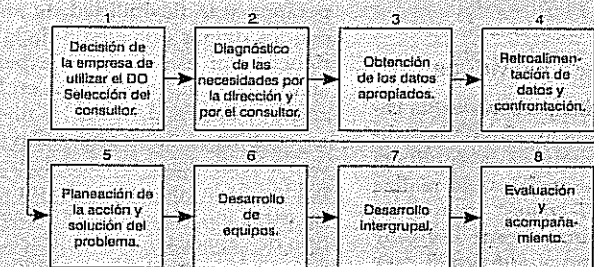 1
Decisión de
la empresa de
utilizar el DO
Selección del
consultor.
2
Diagnóstico
de las
necesidades por
la dirección y
por el consultor.
3
Obtención
de los datos
apropiados.
4
Retroalimen-
tación de
datos y
confrontación.
5
Planeación de
la acción y
solución del
problema.
6
Desarrollo
de
equipos.
7
Desarrollo
Intergrupal.
8
Evaluación
y
acompaña-
miento.